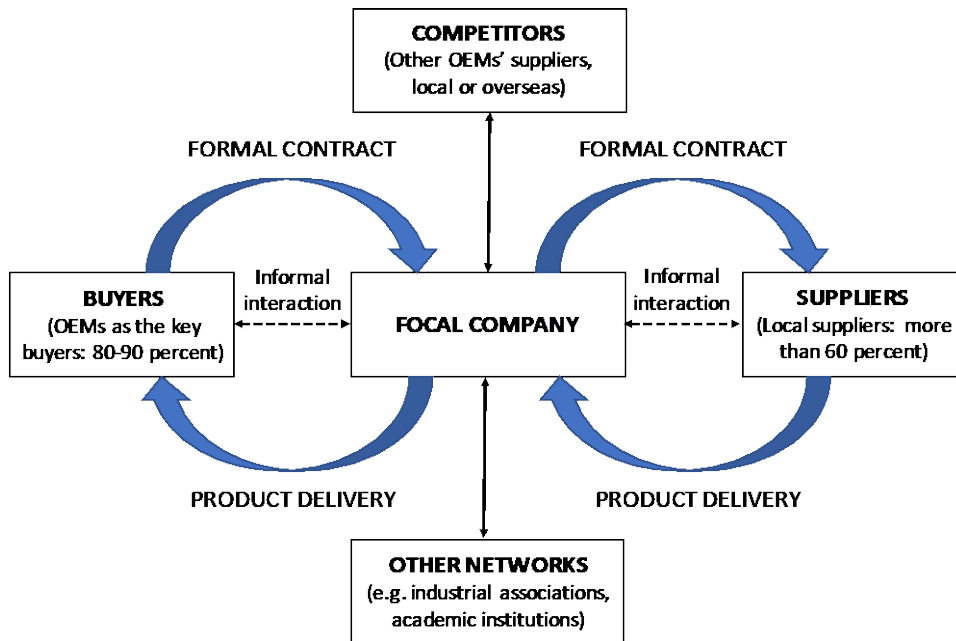 COMPETITORS
(Other OEMs’ suppliers,
local or overseas)
FORMAL CONTRACT
FORMAL CONTRACT
BUYERS
(OEMs as the key
buyers: 80-90 percent)
Informal
interaction
FOCAL COMPANY
Informal
interaction
SUPPLIERS
(Local suppliers: more
than 60 percent)
PRODUCT DELIVERY
PRODUCT DELIVERY
OTHER NETWORKS
(e.g. industrial associations,
academic institutions)